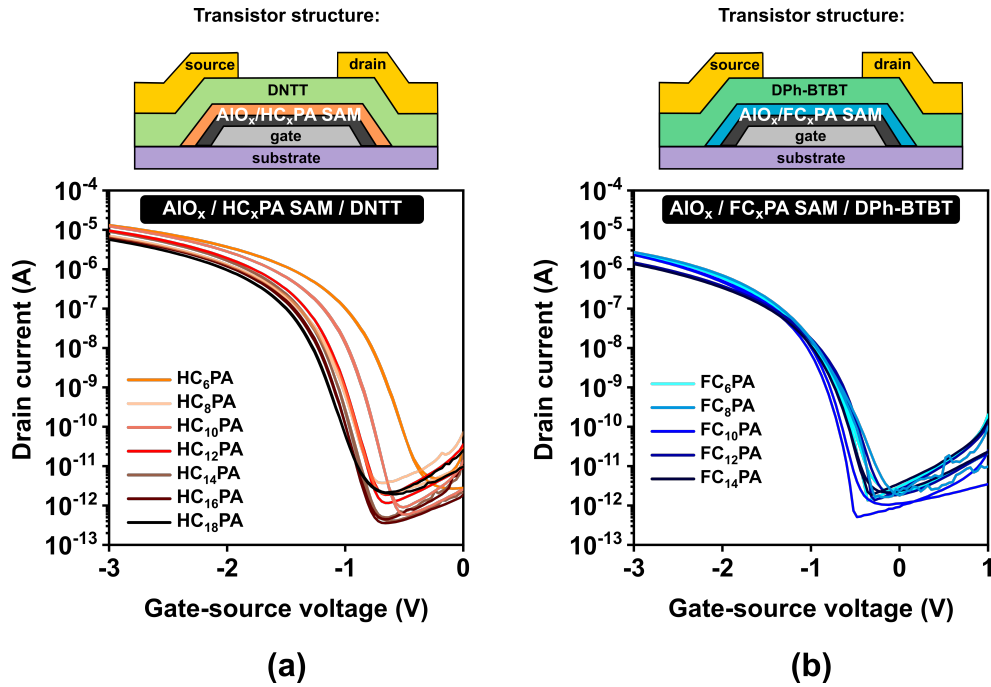 Transistor structure:
source
drain
DNTT
AlOₓ/HCₓPA SAM
gate
substrate
AlOₓ / HCₓPA SAM / DNTT
10⁻⁴
10⁻⁵
10⁻⁶
10⁻⁷
10⁻⁸
10⁻⁹
10⁻¹⁰
10⁻¹¹
10⁻¹²
10⁻¹³
Drain current (A)
HC₆PA
HC₈PA
HC₁₀PA
HC₁₂PA
HC₁₄PA
HC₁₆PA
HC₁₈PA
-3 -2 -1 0
Gate-source voltage (V)
(a)
Transistor structure:
source
drain
DPh-BTBT
AlOₓ/FCₓPA SAM
gate
substrate
AlOₓ / FCₓPA SAM / DPh-BTBT
10⁻⁴
10⁻⁵
10⁻⁶
10⁻⁷
10⁻⁸
10⁻⁹
10⁻¹⁰
10⁻¹¹
10⁻¹²
10⁻¹³
Drain current (A)
FC₆PA
FC₈PA
FC₁₀PA
FC₁₂PA
FC₁₄PA
-3 -2 -1 0 1
Gate-source voltage (V)
(b)